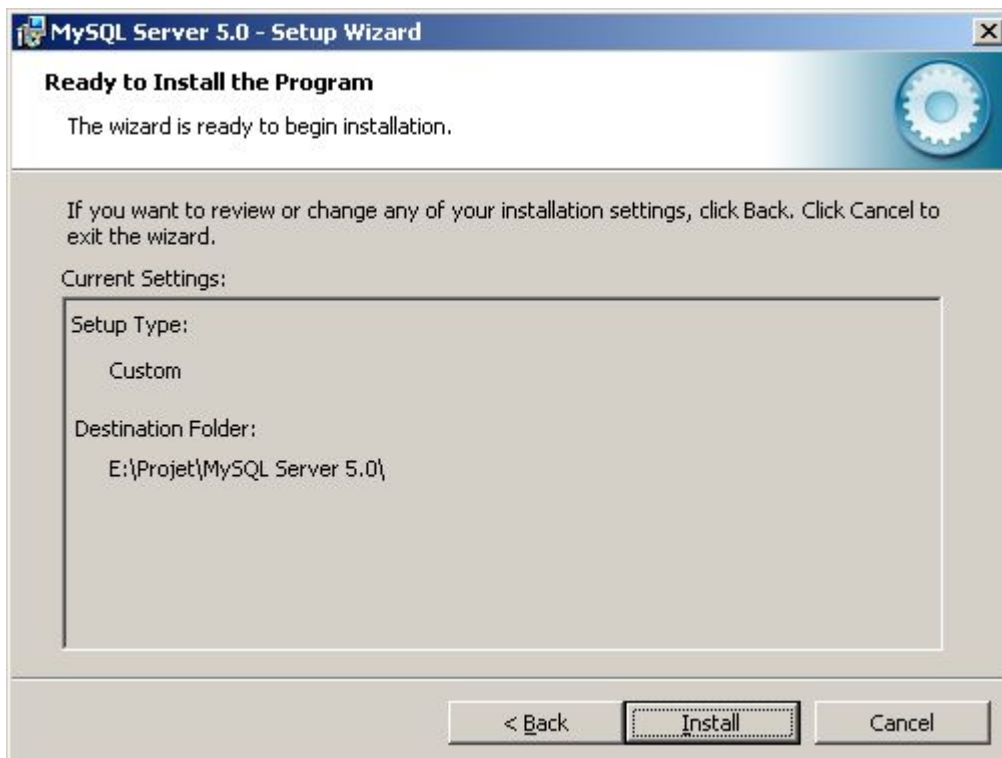 MySQL Server 5.0 - Setup Wizard
Ready to Install the Program
The wizard is ready to begin installation.
If you want to review or change any of your installation settings, click Back. Click Cancel to
exit the wizard.
Current Settings:
Setup Type:
Custom
Destination Folder:
E:\Projet\MySQL Server 5.0\
< Back
Install
Cancel